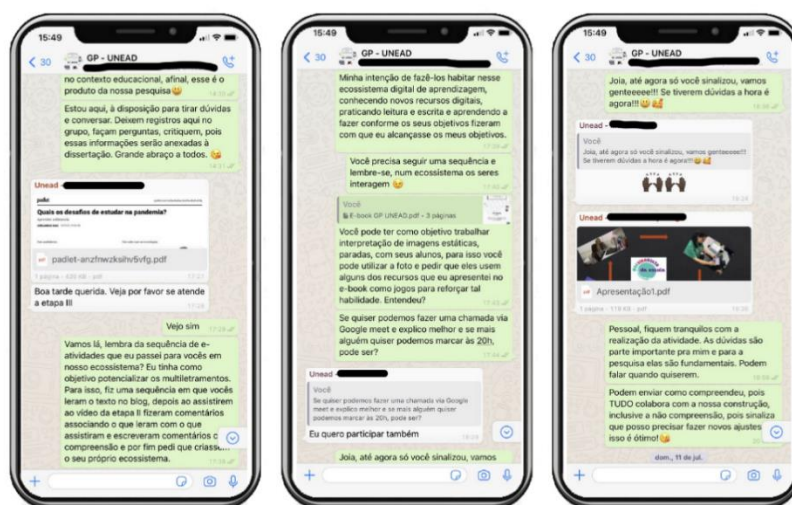 15:49
30
GP - UNEAD
no contexto educacional, afinal, esse é o
produto da nossa pesquisa
Estou aqui, à disposição para tirar dúvidas
e conversar. Deixem registros aqui no
grupo, façam perguntas, critiquem, pois
essas informações serão anexadas à
dissertação. Grande abraço a todos.
Unead -
padlet
Quais os desafios de estudar na pandemia?
padlet-anzfnwzksihv5vfg.pdf
1 página
pdf
17:21
Boa tarde querida. Veja por favor se atende
a etapa III
Vejo sim
Vamos lá, lembra da sequência de e-
atividades que eu passei para vocês em
nosso ecossistema? Eu tinha como
objetivo potencializar os multiletramentos.
Para isso, fiz uma sequência em que vocês
leram o texto no blog, depois ao assistirem
ao vídeo da etapa II fizeram comentários
associando o que leram com o que
assistiram e escreveram comentários
compreensão e por fim pedi que criassem
o seu próprio ecossistema.
15:49
30
GP - UNEAD
Minha intenção de fazê-los habitar nesse
ecossistema digital de aprendizagem,
conhecendo novos recursos digitais,
praticando leitura e escrita e aprendendo a
fazer conforme os seus objetivos fizeram
com que eu alcançasse os meus objetivos.
Você precisa seguir uma sequência e
lembre-se, num ecossistema os seres
interagem
Você
E-book GP UNEAD.pdf • 3 páginas
Você pode ter como objetivo trabalhar
interpretação de imagens estáticas,
paradas, com seus alunos, para isso você
pode utilizar a foto e pedir que eles usem
alguns dos recursos que eu apresentei no
e-book como jogos para reforçar tal
habilidade. Entendeu?
Se quiser podemos fazer uma chamada via
Google meet e explico melhor e se mais
alguém quiser podemos marcar às 20h,
pode ser?
Unead -
Você
Se quiser podemos fazer uma chamada via Google
meet e explico melhor e se mais alguém quiser
podemos marcar às 20h, pode ser?
Eu quero participar também
Joia, até agora só você sinalizou, vamos
15:49
30
GP - UNEAD
Joia, até agora só você sinalizou, vamos
genteeeee!!! Se tiverem dúvidas a hora é
agora!!!
Unead -
Você
Joia, até agora só você sinalizou, vamos genteeeee!!!
Se tiverem dúvidas a hora é agora!!!
Unead -
Apresentação1.pdf
1 página
pdf
Pessoal, fiquem tranquilos com a
realização da atividade. As dúvidas são
parte importante pra mim e para a
pesquisa elas são fundamentais. Podem
falar quando quiserem.
Podem enviar como compreendeu, pois
TUDO colabora com a nossa construção,
inclusive a não compreensão, pois sinaliza
que posso precisar fazer novos ajustes
isso é ótimo!
dom., 11 de jul.